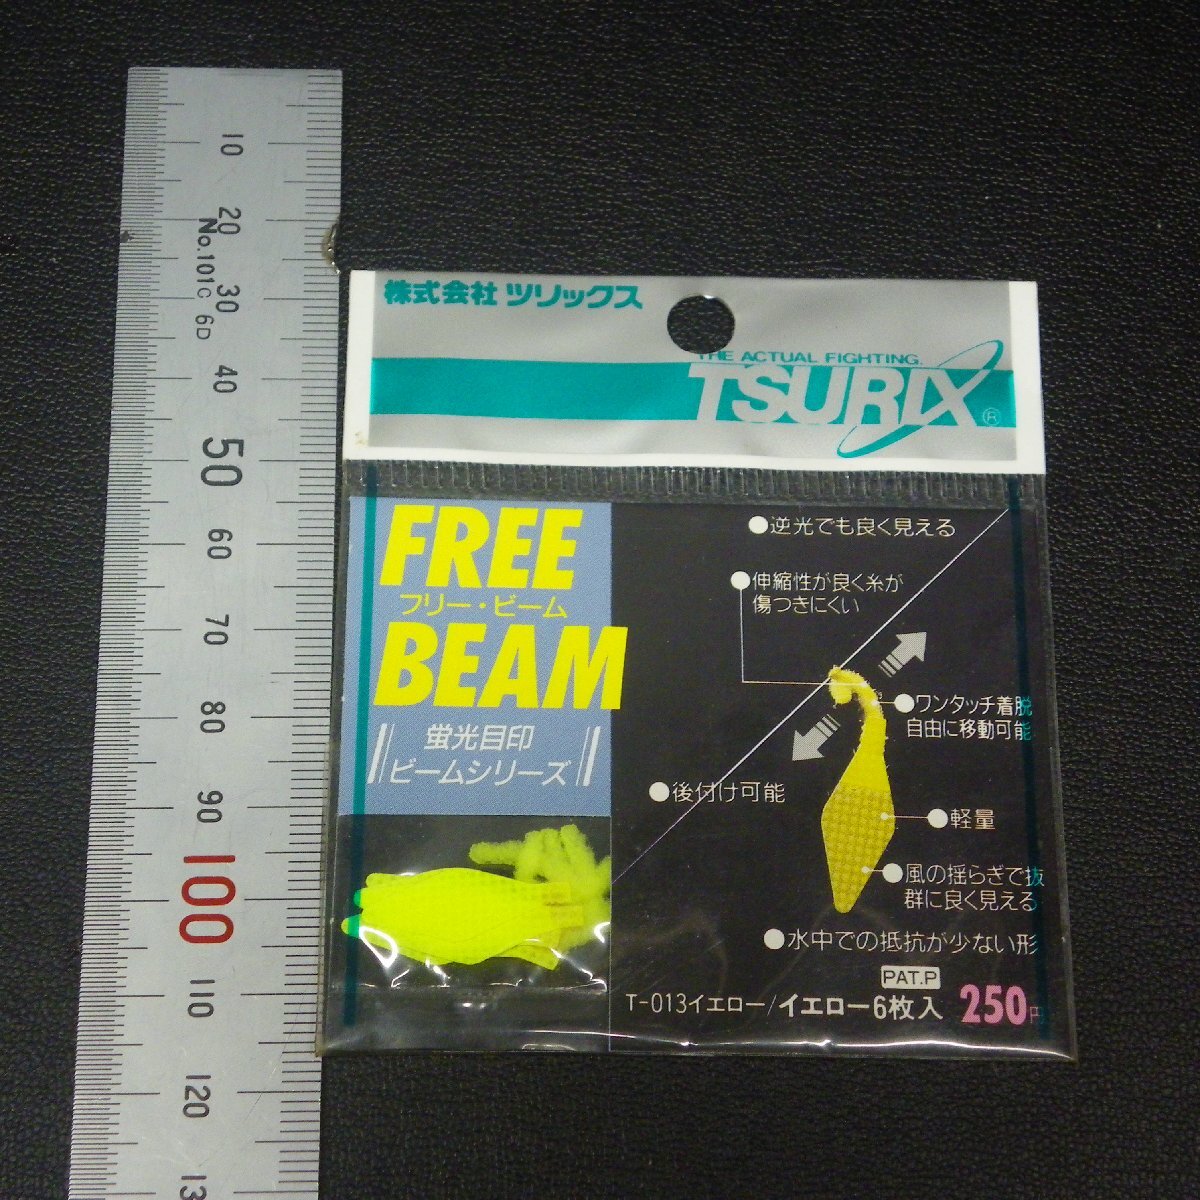 10
20
No.101C 6D
30
40
50
60
70
80
90
100
110
120
13
株式会社 ツリックス
THE ACTUAL FIGHTING.
TSURIX®
FREE
フリー・ビーム
BEAM
蛍光目印
ビームシリーズ
●逆光でも良く見える
●伸縮性が良く糸が
傷つきにくい
●ワンタッチ着脱
自由に移動可能
●後付け可能
●軽量
●風の揺らぎで抜
群に良く見える
●水中での抵抗が少ない形
PAT.P
T-013イエロー/イエロー6枚入 250円